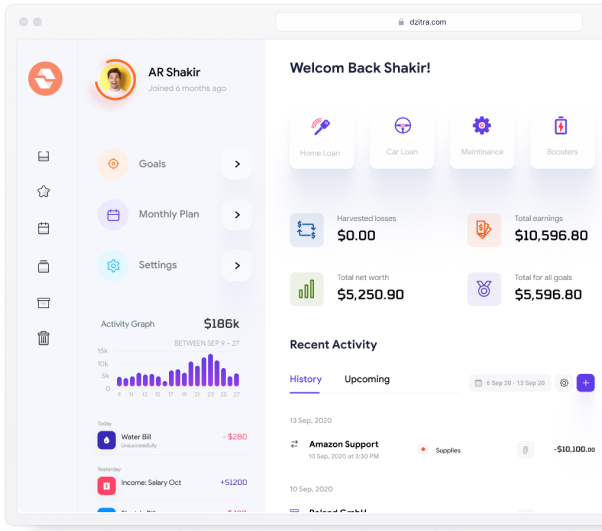 dzitra.com
AR Shakir
Joined 6 months ago
Goals
Monthly Plan
Settings
Activity Graph
$186k
BETWEEN SEP 9 - 27
15k
10k
5k
0
9 11 13 15 17 19 21 23 25 27
Today
Water Bill
- $280
Unsuccessfully
Yesterday
Income: Salary Oct
+$1200
Welcom Back Shakir!
Home Loan
Car Loan
Maintinance
Boosters
Harvested losses
$0.00
Total earnings
$10,596.80
Total net worth
$5,250.90
Total for all goals
$5,596.80
Recent Activity
History
Upcoming
6 Sep 20 - 13 Sep 20
13 Sep, 2020
Amazon Support
10 Sep, 2020 at 3:30 PM
Supplies
-$10,100.00
10 Sep, 2020